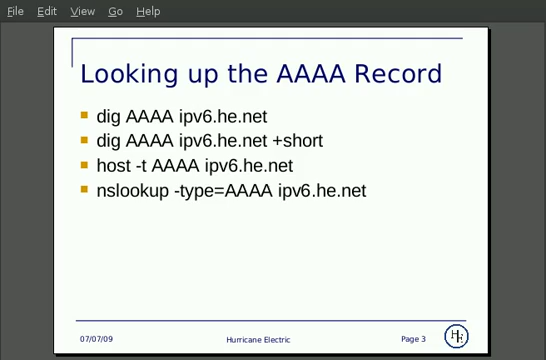 File Edit View Go Help
Looking up the AAAA Record
dig AAAA ipv6.he.net
dig AAAA ipv6.he.net +short
host -t AAAA ipv6.he.net
nslookup -type=AAAA ipv6.he.net
07/07/09 Hurricane Electric Page 3